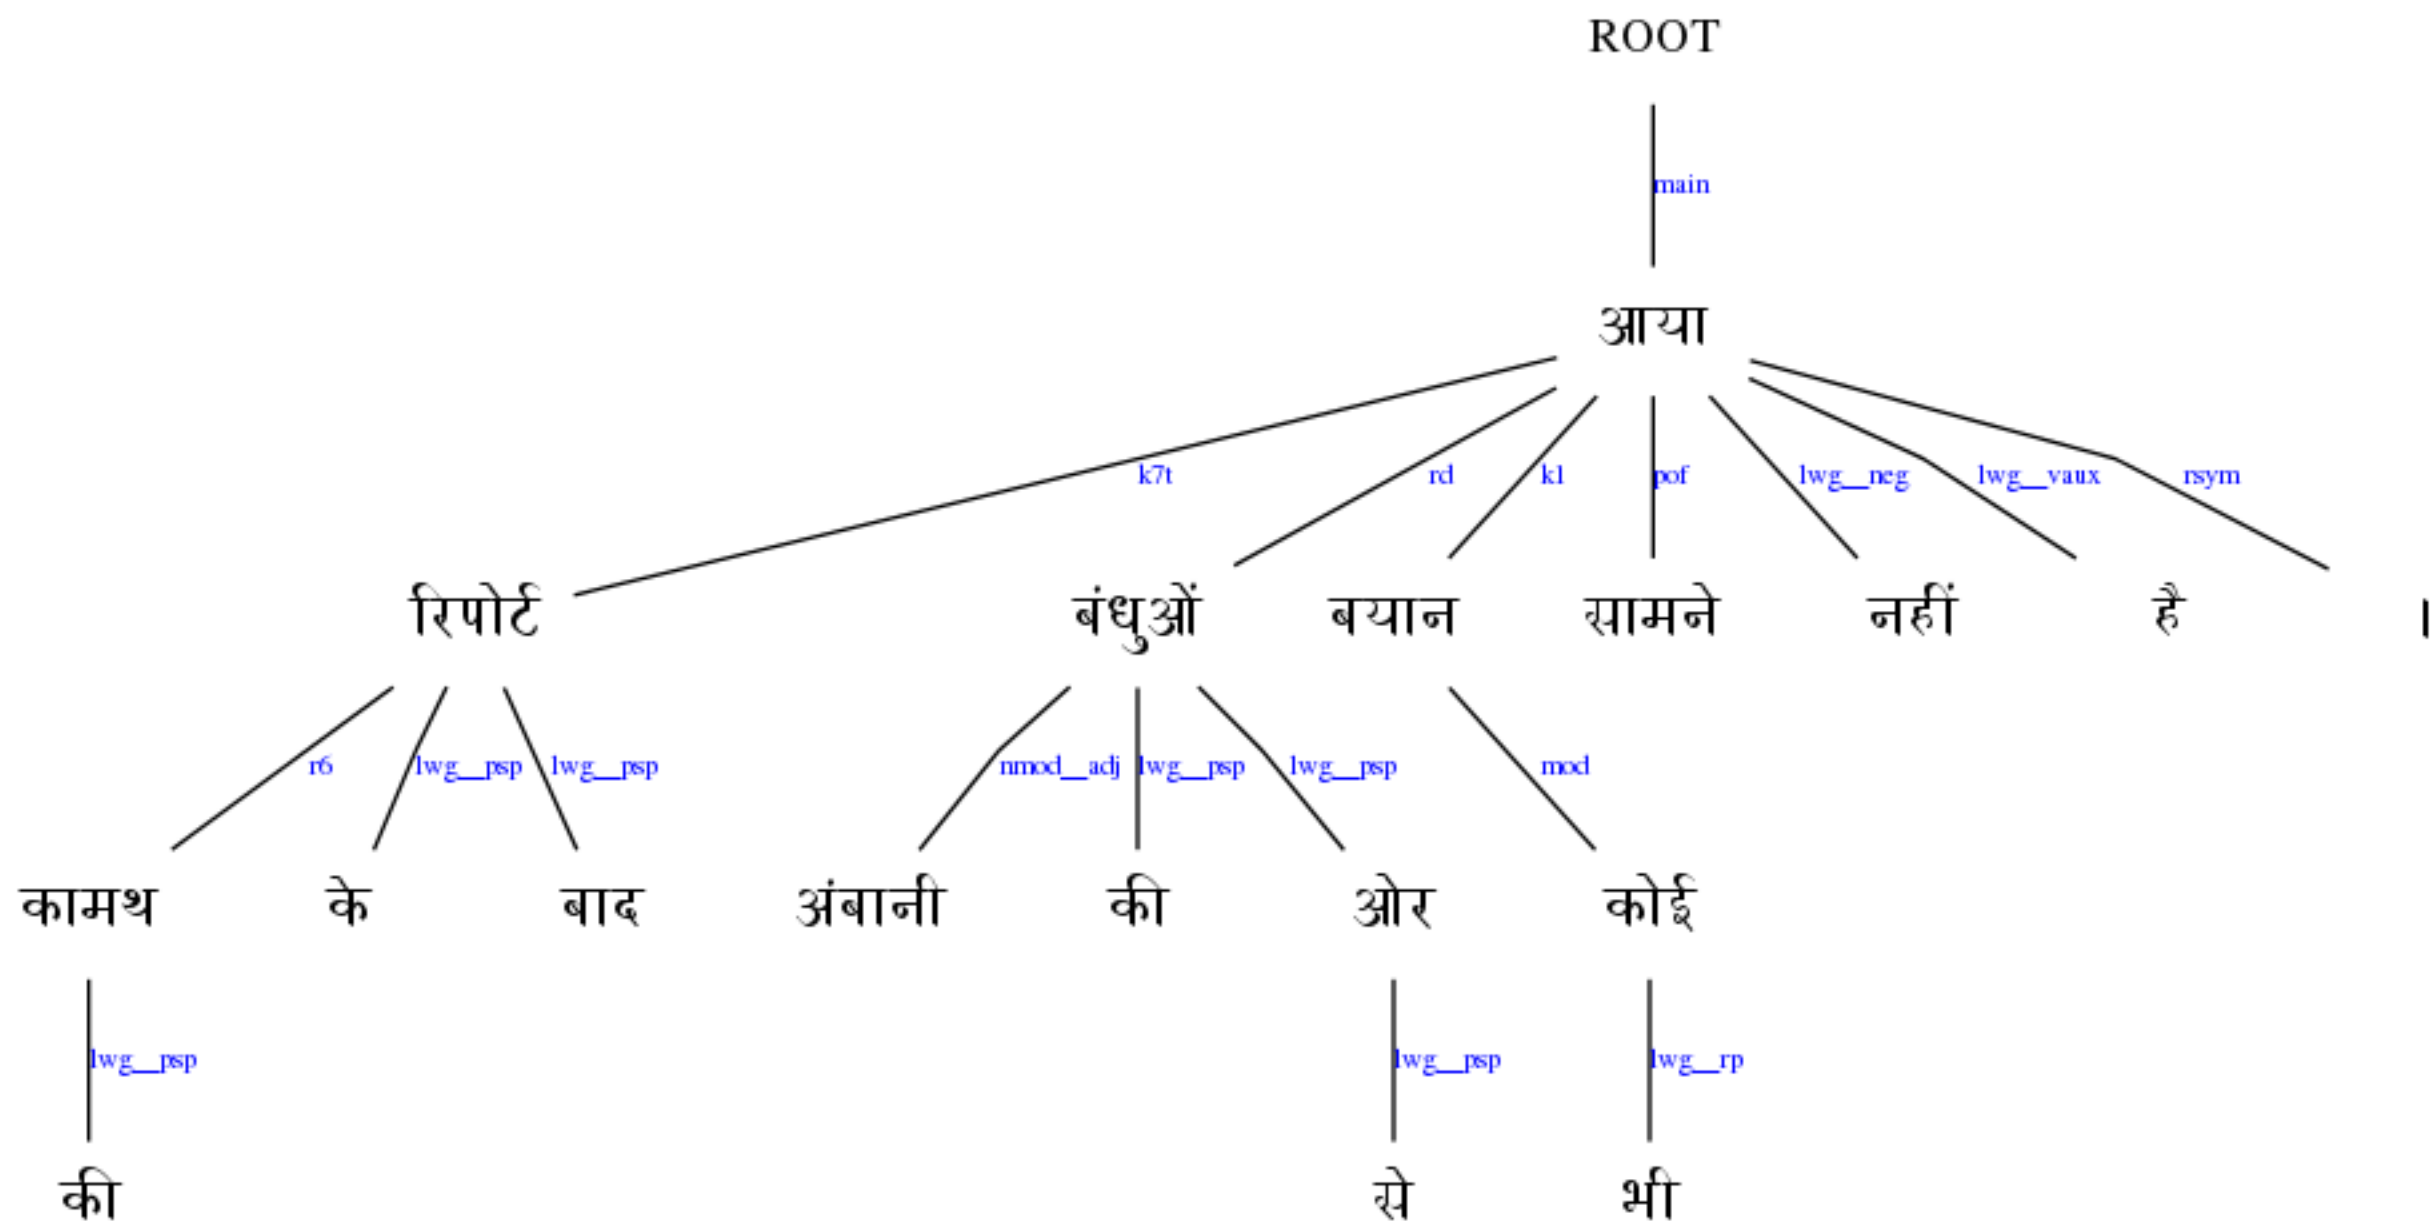 ROOT
main
आया
k7t rd k1 pof lwg__neg lwg__vaux rsym
रिपोर्ट बंधुओं बयान सामने नहीं है ।
r6 lwg__psp lwg__psp nmod__adj lwg__psp lwg__psp mod
कामथ के बाद अंबानी की ओर कोई
lwg__psp lwg__psp lwg__rp
की से भी